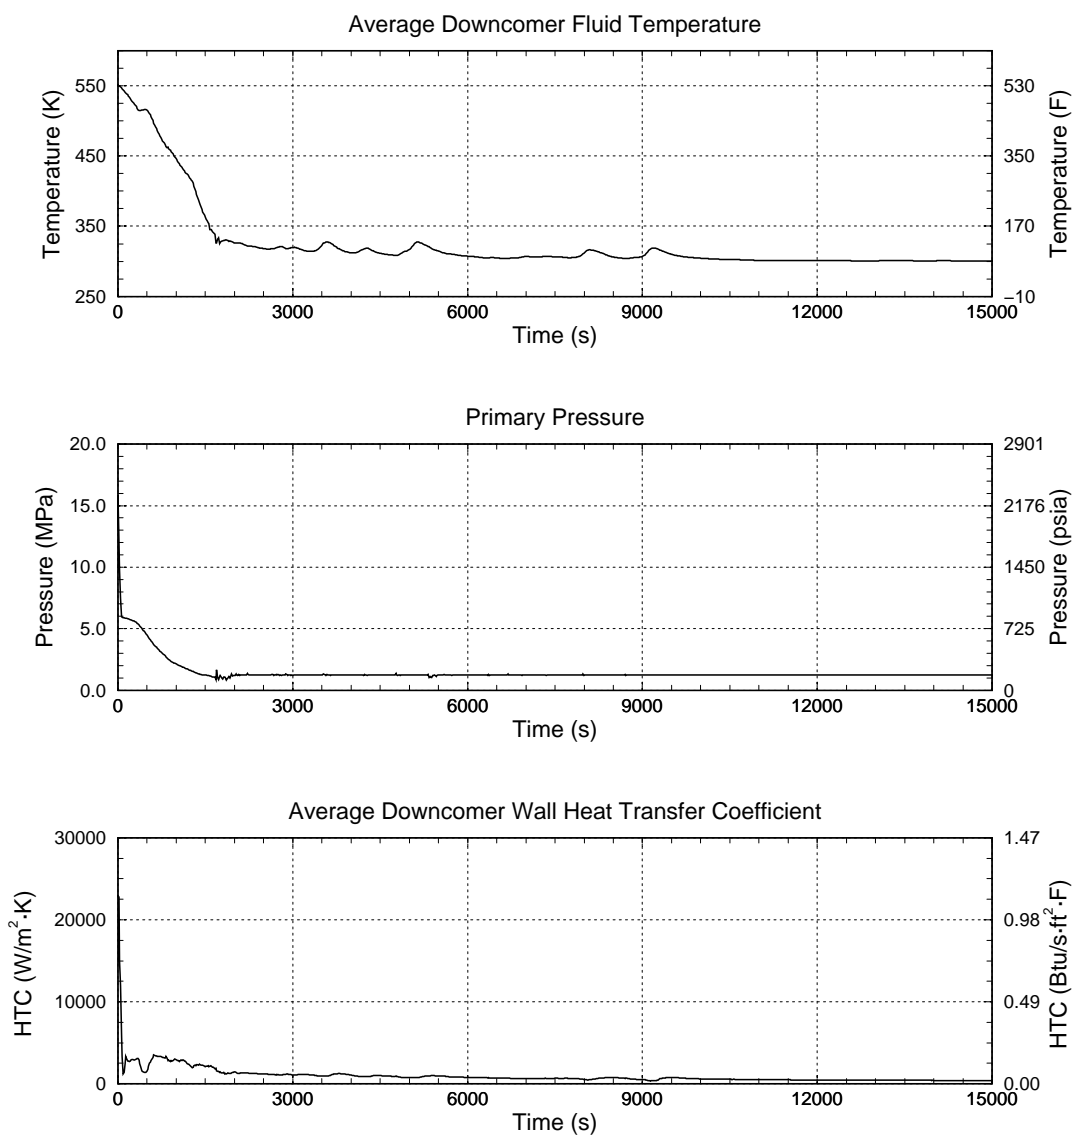 Average Downcomer Fluid Temperature
550
450
350
250
530
350
170
−10
Temperature (K)
Temperature (F)
0 3000 6000 9000 12000 15000
Time (s)
Primary Pressure
20.0
15.0
10.0
5.0
0.0
2901
2176
1450
725
0
Pressure (MPa)
Pressure (psia)
0 3000 6000 9000 12000 15000
Time (s)
Average Downcomer Wall Heat Transfer Coefficient
30000
20000
10000
0
1.47
0.98
0.49
0.00
HTC (W/m²·K)
HTC (Btu/s·ft²·F)
0 3000 6000 9000 12000 15000
Time (s)